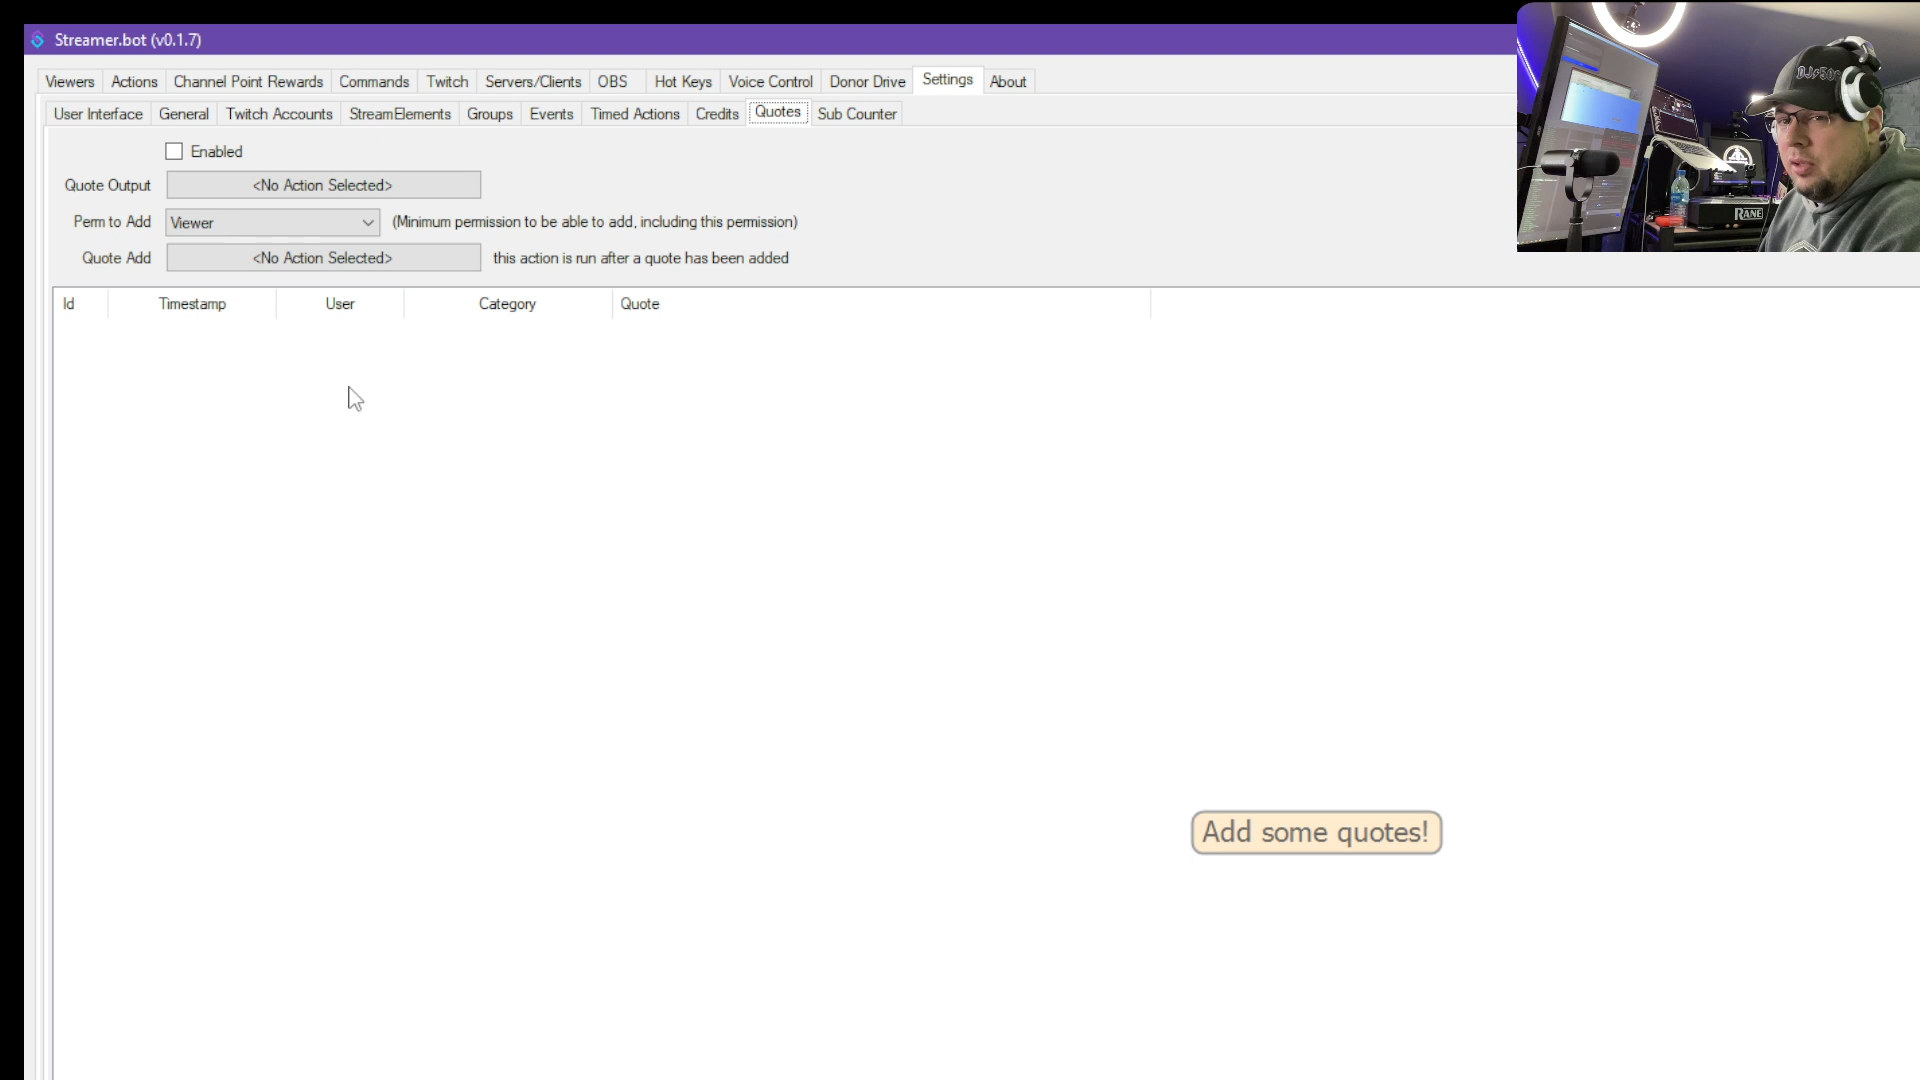 Streamer.bot (v0.1.7)
Viewers Actions Channel Point Rewards Commands Twitch Servers/Clients OBS Hot Keys Voice Control Donor Drive Settings About
User Interface General Twitch Accounts StreamElements Groups Events Timed Actions Credits Quotes Sub Counter
Enabled
Quote Output <No Action Selected>
Perm to Add Viewer (Minimum permission to be able to add, including this permission)
Quote Add <No Action Selected> this action is run after a quote has been added
Id Timestamp User Category Quote
Add some quotes!
RANE